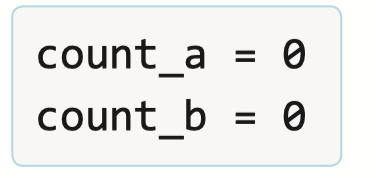 count_a = 0
count_b = 0